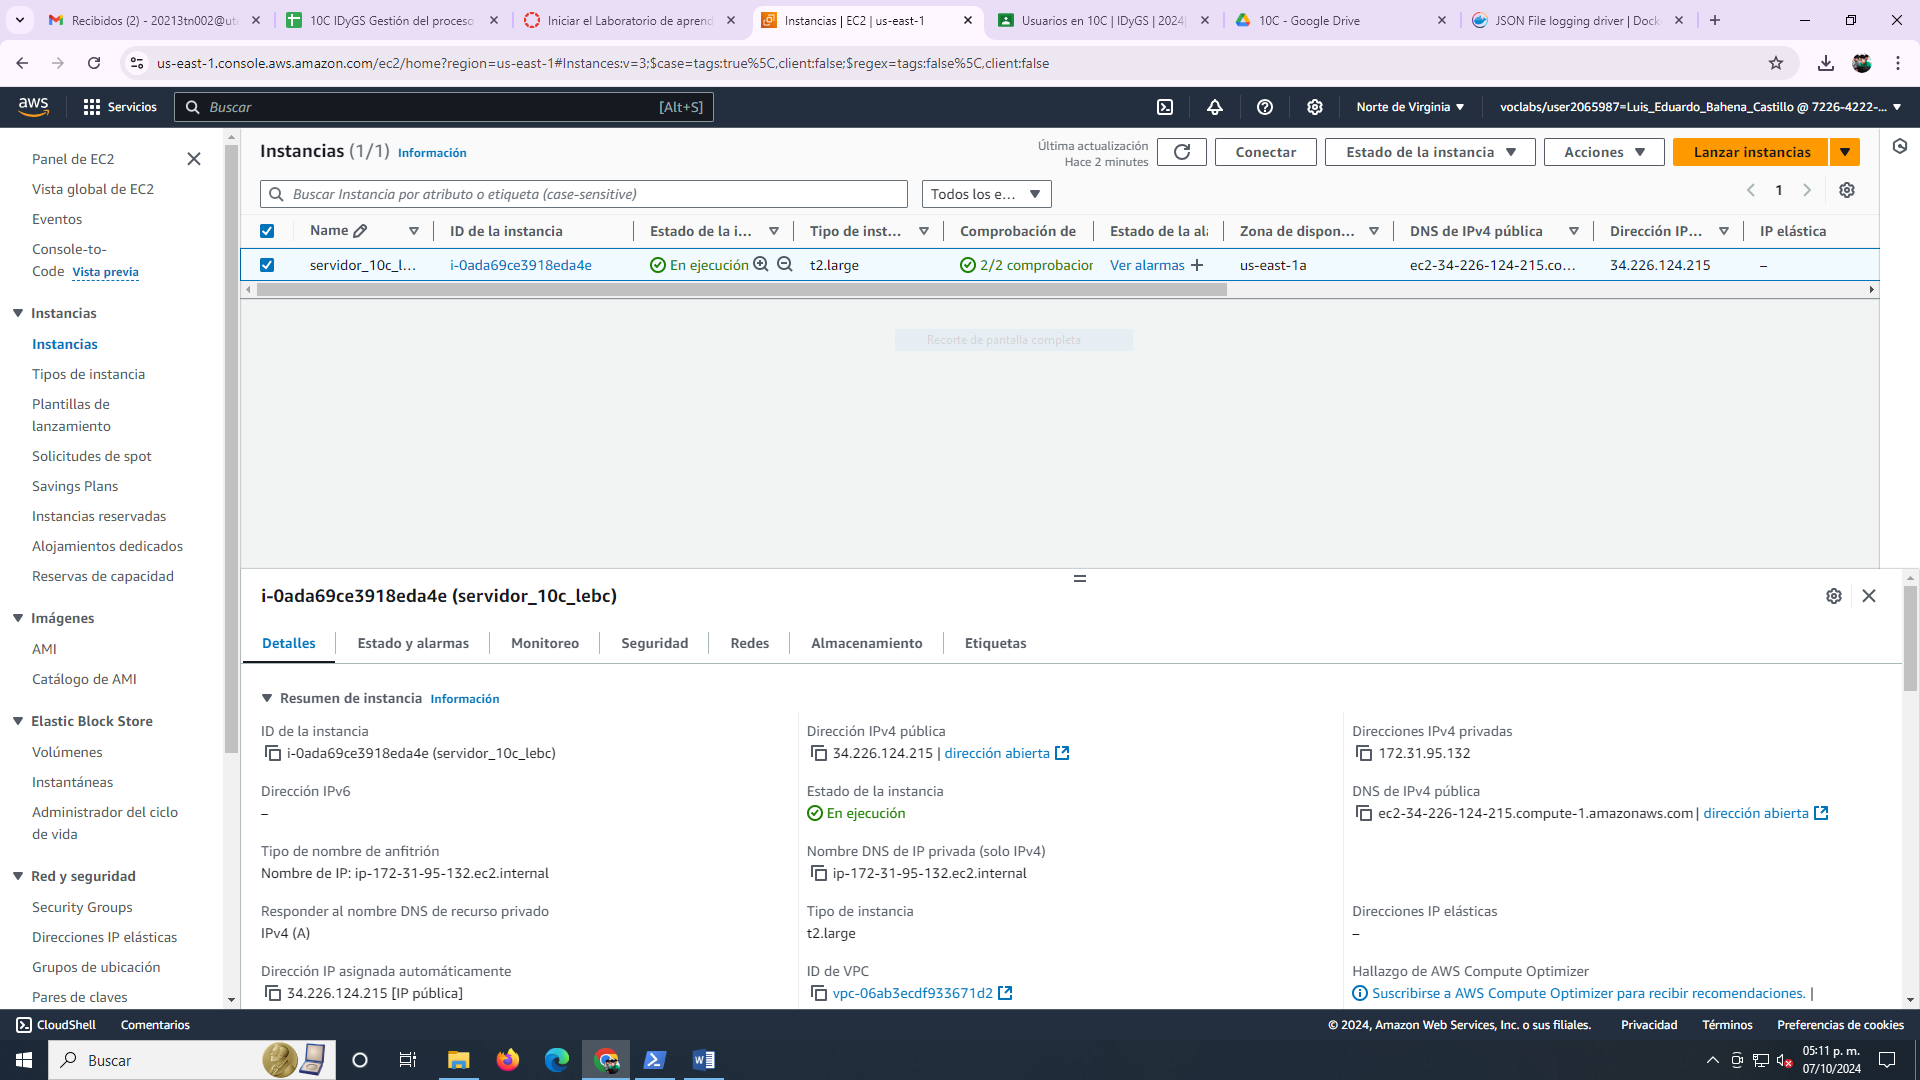 Recibidos (2) - 20213tn002@ute
10C IDyGS Gestión del proceso
Iniciar el Laboratorio de aprend
Instancias | EC2 | us-east-1
Usuarios en 10C | IDyGS | 2024
10C - Google Drive
JSON File logging driver | Dock
us-east-1.console.aws.amazon.com/ec2/home?region=us-east-1#Instances:v=3;$case=tags:true%5C,client:false;$regex=tags:false%5C,client:false
aws
Servicios
Buscar
[Alt+S]
Norte de Virginia
voclabs/user2065987=Luis_Eduardo_Bahena_Castillo @ 7226-4222-...
Panel de EC2
Vista global de EC2
Eventos
Console-to-
Code Vista previa
Instancias
Instancias
Tipos de instancia
Plantillas de
lanzamiento
Solicitudes de spot
Savings Plans
Instancias reservadas
Alojamientos dedicados
Reservas de capacidad
Imágenes
AMI
Catálogo de AMI
Elastic Block Store
Volúmenes
Instantáneas
Administrador del ciclo
de vida
Red y seguridad
Security Groups
Direcciones IP elásticas
Grupos de ubicación
Pares de claves
Instancias (1/1) Información
Última actualización
Hace 2 minutes
Conectar
Estado de la instancia
Acciones
Lanzar instancias
Buscar Instancia por atributo o etiqueta (case-sensitive)
Todos los e...
1
Name
ID de la instancia
Estado de la i...
Tipo de inst...
Comprobación de
Estado de la al
Zona de dispon...
DNS de IPv4 pública
Dirección IP...
IP elástica
servidor_10c_l...
i-0ada69ce3918eda4e
En ejecución
t2.large
2/2 comprobacion
Ver alarmas +
us-east-1a
ec2-34-226-124-215.co...
34.226.124.215
–
Recorte de pantalla completa
i-0ada69ce3918eda4e (servidor_10c_lebc)
Detalles
Estado y alarmas
Monitoreo
Seguridad
Redes
Almacenamiento
Etiquetas
Resumen de instancia Información
ID de la instancia
i-0ada69ce3918eda4e (servidor_10c_lebc)
Dirección IPv4 pública
34.226.124.215 | dirección abierta
Direcciones IPv4 privadas
172.31.95.132
Dirección IPv6
–
Estado de la instancia
En ejecución
DNS de IPv4 pública
ec2-34-226-124-215.compute-1.amazonaws.com | dirección abierta
Tipo de nombre de anfitrión
Nombre de IP: ip-172-31-95-132.ec2.internal
Nombre DNS de IP privada (solo IPv4)
ip-172-31-95-132.ec2.internal
Responder al nombre DNS de recurso privado
IPv4 (A)
Tipo de instancia
t2.large
Direcciones IP elásticas
–
Dirección IP asignada automáticamente
34.226.124.215 [IP pública]
ID de VPC
vpc-06ab3ecdf933671d2
Hallazgo de AWS Compute Optimizer
Suscribirse a AWS Compute Optimizer para recibir recomendaciones. |
CloudShell
Comentarios
© 2024, Amazon Web Services, Inc. o sus filiales.
Privacidad
Términos
Preferencias de cookies
Buscar
05:11 p. m.
07/10/2024